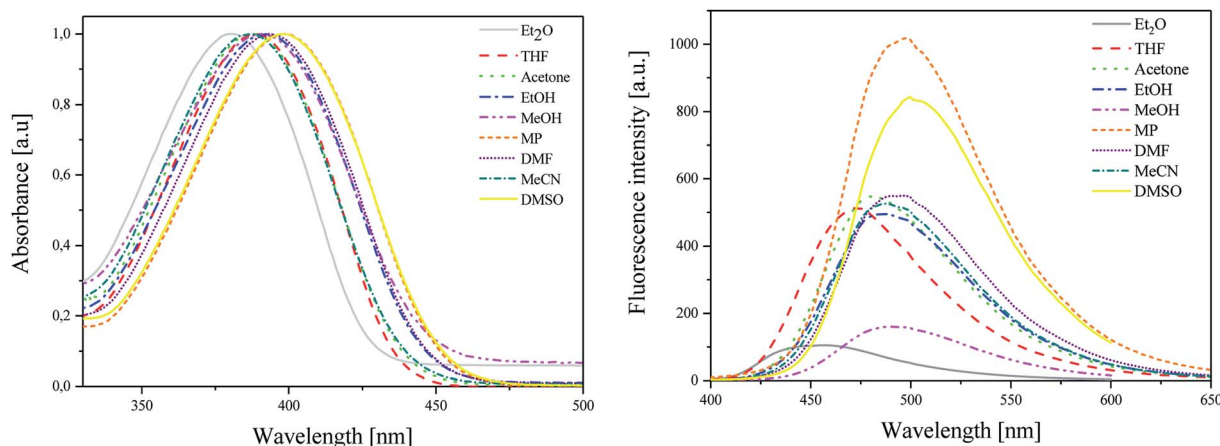 Absorbance [a.u]
1,0
0,8
0,6
0,4
0,2
0,0
350
400
450
500
Wavelength [nm]
Et₂O
THF
Acetone
EtOH
MeOH
MP
DMF
MeCN
DMSO
Fluorescence intensity [a.u.]
1000
800
600
400
200
100
0
400
450
500
550
600
650
Wavelength [nm]
Et₂O
THF
Acetone
EtOH
MeOH
MP
DMF
MeCN
DMSO